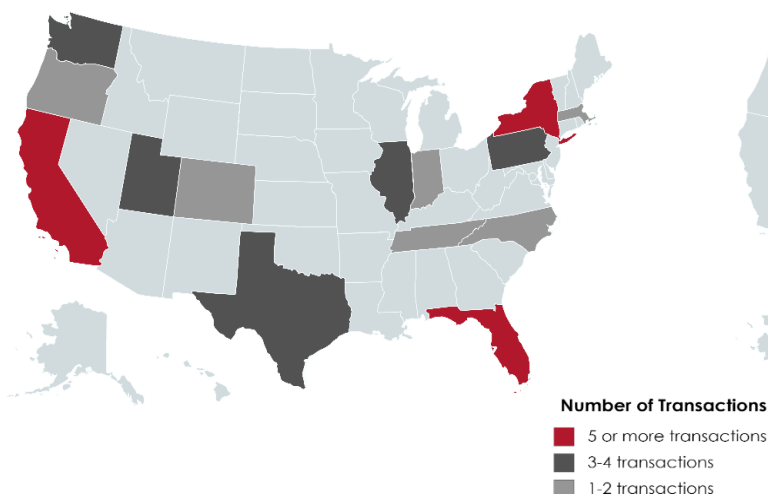 Number of Transactions
5 or more transactions
3-4 transactions
1-2 transactions